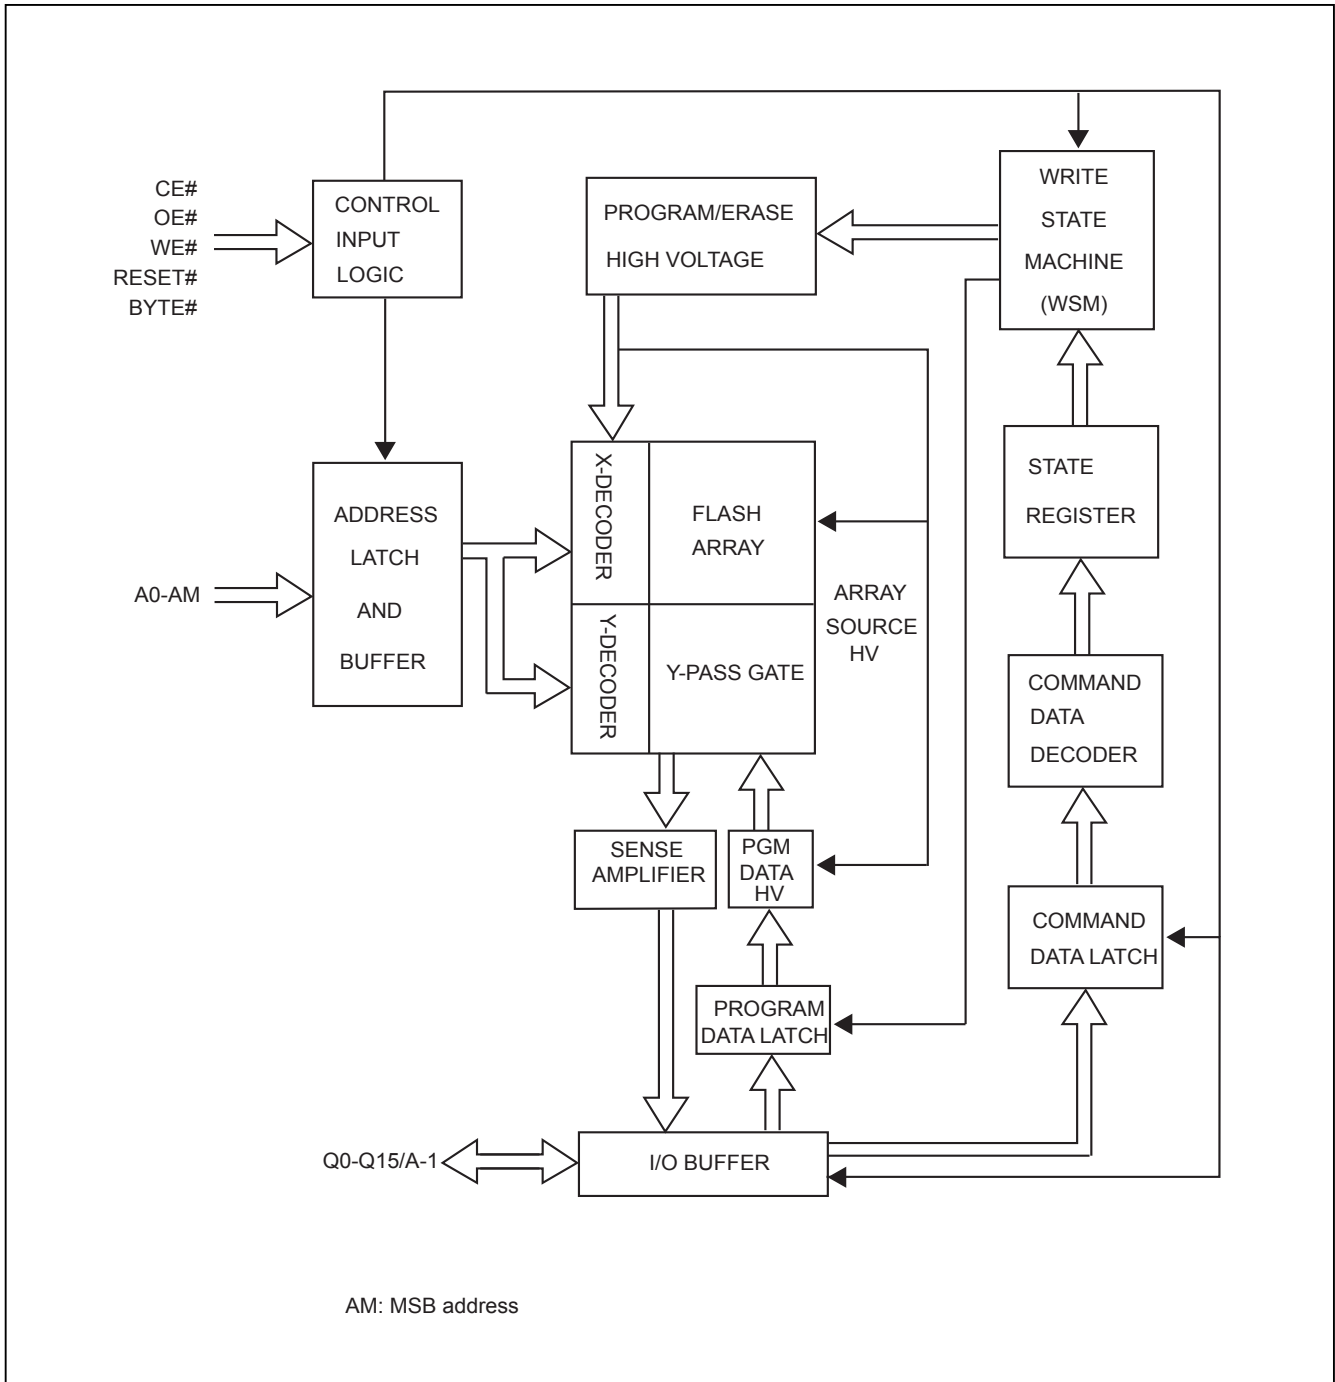 CE#
OE#
WE#
RESET#
BYTE#
CONTROL
INPUT
LOGIC
PROGRAM/ERASE
HIGH VOLTAGE
WRITE
STATE
MACHINE
(WSM)
A0-AM
ADDRESS
LATCH
AND
BUFFER
X-DECODER
FLASH
ARRAY
Y-DECODER
Y-PASS GATE
ARRAY
SOURCE
HV
STATE
REGISTER
COMMAND
DATA
DECODER
SENSE
AMPLIFIER
PGM
DATA
HV
COMMAND
DATA LATCH
PROGRAM
DATA LATCH
Q0-Q15/A-1
I/O BUFFER
AM: MSB address